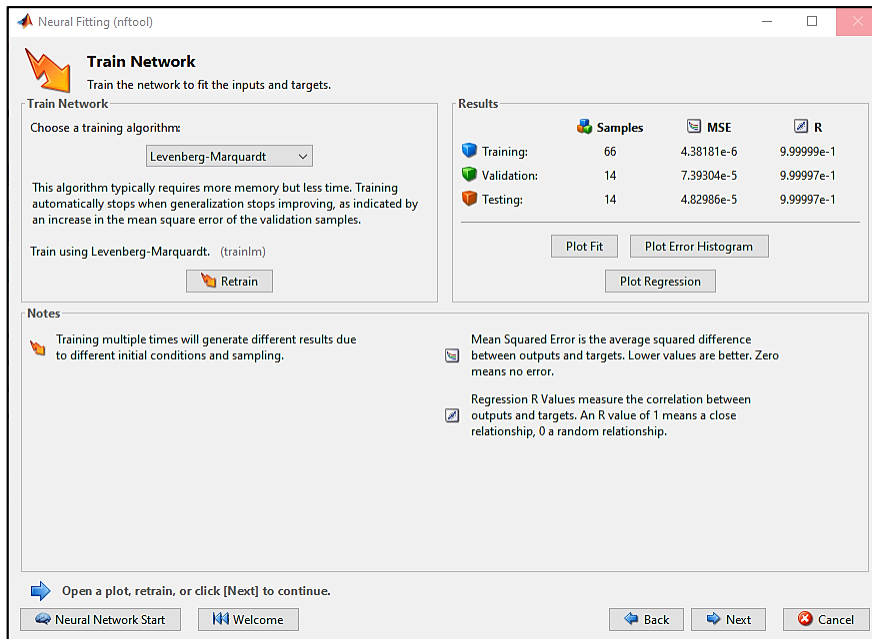 Neural Fitting (nftool)
Train Network
Train the network to fit the inputs and targets.
Train Network
Choose a training algorithm:
Levenberg-Marquardt
This algorithm typically requires more memory but less time. Training
automatically stops when generalization stops improving, as indicated by
an increase in the mean square error of the validation samples.
Train using Levenberg-Marquardt. (trainlm)
Retrain
Results
Samples MSE R
Training: 66 4.38181e-6 9.99999e-1
Validation: 14 7.39304e-5 9.99997e-1
Testing: 14 4.82986e-5 9.99997e-1
Plot Fit Plot Error Histogram
Plot Regression
Notes
Training multiple times will generate different results due
to different initial conditions and sampling.
Mean Squared Error is the average squared difference
between outputs and targets. Lower values are better. Zero
means no error.
Regression R Values measure the correlation between
outputs and targets. An R value of 1 means a close
relationship, 0 a random relationship.
Open a plot, retrain, or click [Next] to continue.
Neural Network Start Welcome Back Next Cancel